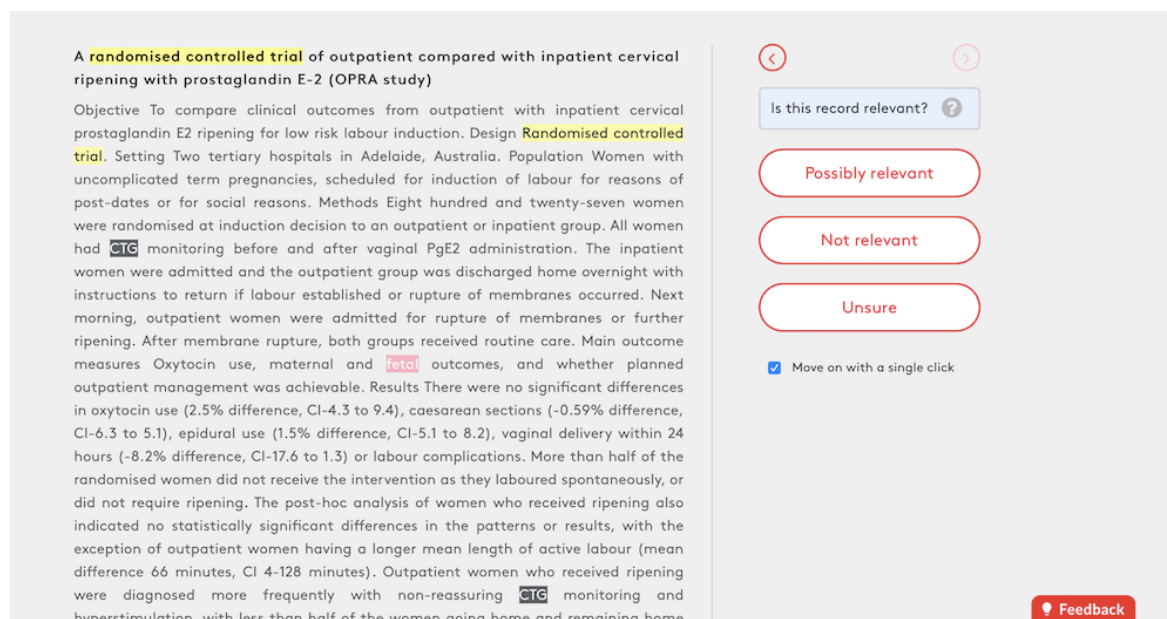 A randomised controlled trial of outpatient compared with inpatient cervical
ripening with prostaglandin E-2 (OPRA study)
Objective To compare clinical outcomes from outpatient with inpatient cervical
prostaglandin E2 ripening for low risk labour induction. Design Randomised controlled
trial. Setting Two tertiary hospitals in Adelaide, Australia. Population Women with
uncomplicated term pregnancies, scheduled for induction of labour for reasons of
post-dates or for social reasons. Methods Eight hundred and twenty-seven women
were randomised at induction decision to an outpatient or inpatient group. All women
had CTG monitoring before and after vaginal PgE2 administration. The inpatient
women were admitted and the outpatient group was discharged home overnight with
instructions to return if labour established or rupture of membranes occurred. Next
morning, outpatient women were admitted for rupture of membranes or further
ripening. After membrane rupture, both groups received routine care. Main outcome
measures Oxytocin use, maternal and fetal outcomes, and whether planned
outpatient management was achievable. Results There were no significant differences
in oxytocin use (2.5% difference, CI-4.3 to 9.4), caesarean sections (-0.59% difference,
CI-6.3 to 5.1), epidural use (1.5% difference, CI-5.1 to 8.2), vaginal delivery within 24
hours (-8.2% difference, CI-17.6 to 1.3) or labour complications. More than half of the
randomised women did not receive the intervention as they laboured spontaneously, or
did not require ripening. The post-hoc analysis of women who received ripening also
indicated no statistically significant differences in the patterns or results, with the
exception of outpatient women having a longer mean length of active labour (mean
difference 66 minutes, CI 4-128 minutes). Outpatient women who received ripening
were diagnosed more frequently with non-reassuring CTG monitoring and
hyperstimulation, with less than half of the women going home and remaining home
Is this record relevant? ?
Possibly relevant
Not relevant
Unsure
Move on with a single click
Feedback